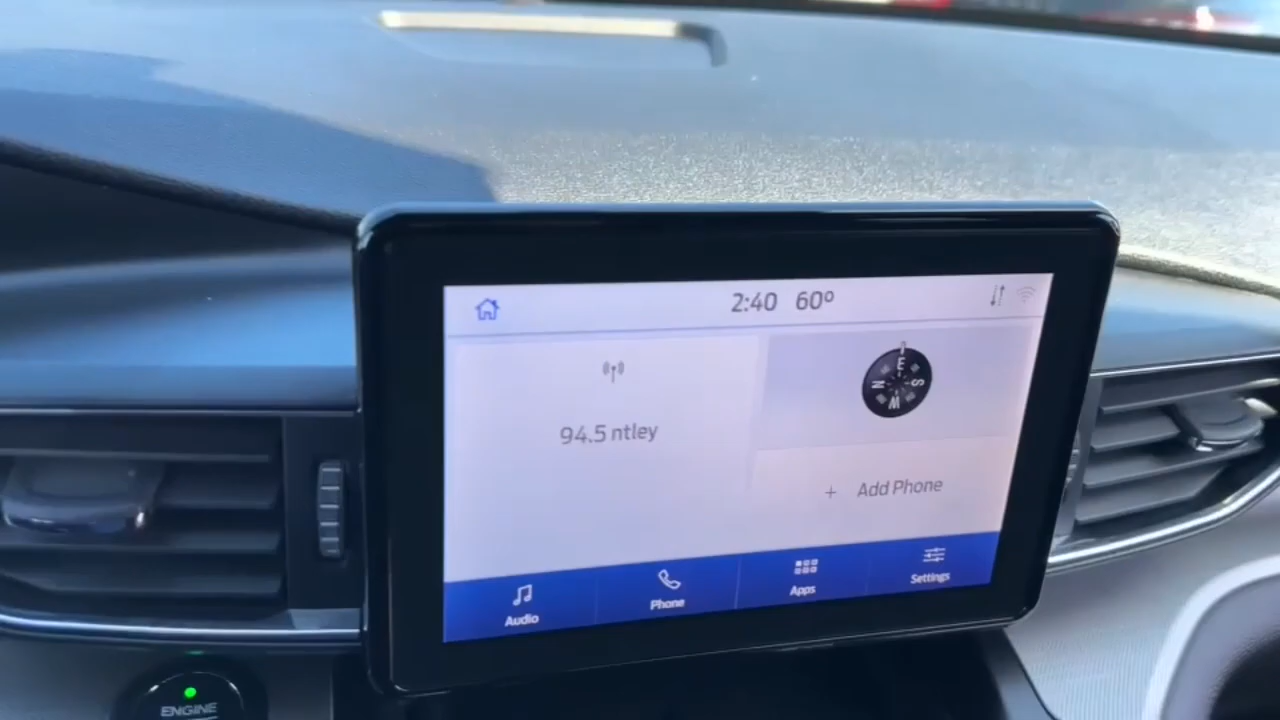 2:40 60°
94.5 ntley
E
N
S
W
+ Add Phone
Audio
Phone
Apps
Settings
ENGINE